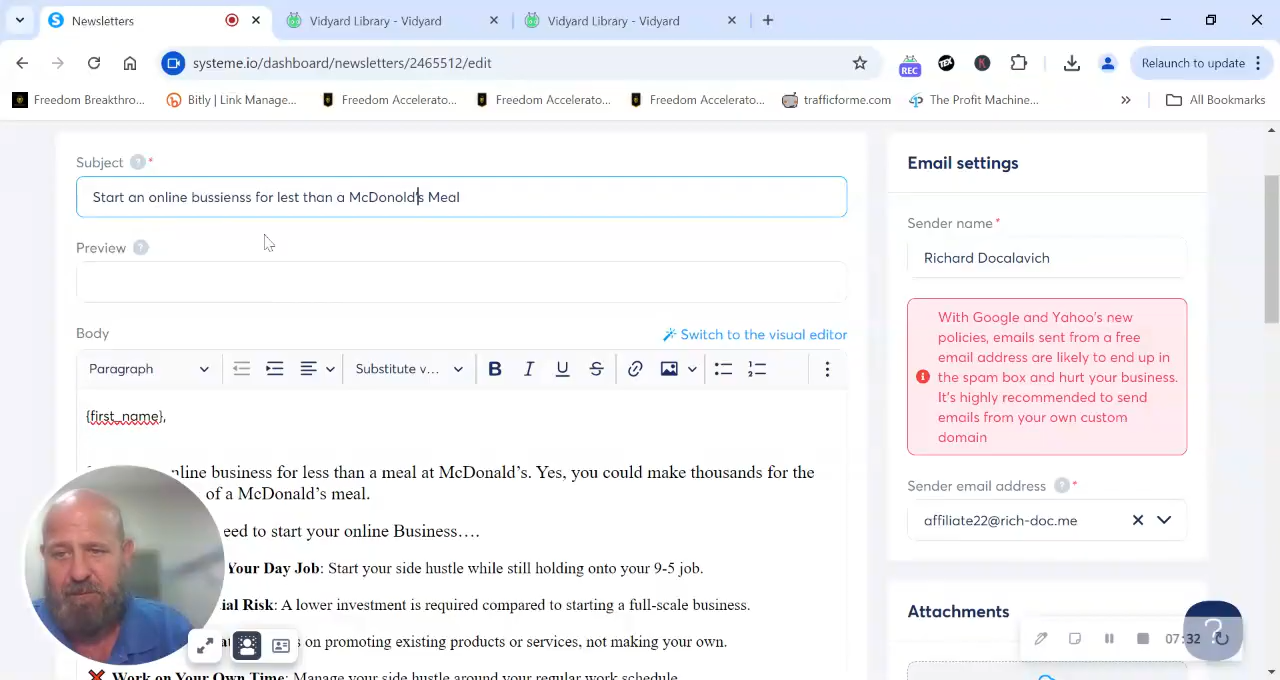 Newsletters
Vidyard Library - Vidyard
Vidyard Library - Vidyard
systeme.io/dashboard/newsletters/2465512/edit
REC
TEX
K
Relaunch to update
Freedom Breakthro...
Bitly | Link Manage...
Freedom Accelerato...
Freedom Accelerato...
Freedom Accelerato...
trafficforme.com
The Profit Machine...
All Bookmarks
Subject ? *
Start an online bussienss for lest than a McDonold's Meal
Preview ?
Body
Switch to the visual editor
Paragraph
Substitute v...
B I U S
{first_name},
nline business for less than a meal at McDonald's. Yes, you could make thousands for the
of a McDonald's meal.
eed to start your online Business….
Your Day Job: Start your side hustle while still holding onto your 9-5 job.
ial Risk: A lower investment is required compared to starting a full-scale business.
s on promoting existing products or services, not making your own.
❌ Work on Your Own Time: Manage your side hustle around your regular work schedule.
Email settings
Sender name*
Richard Docalavich
With Google and Yahoo's new
policies, emails sent from a free
email address are likely to end up in
the spam box and hurt your business.
It's highly recommended to send
emails from your own custom
domain
Sender email address ? *
affiliate22@rich-doc.me
Attachments
07:32
?